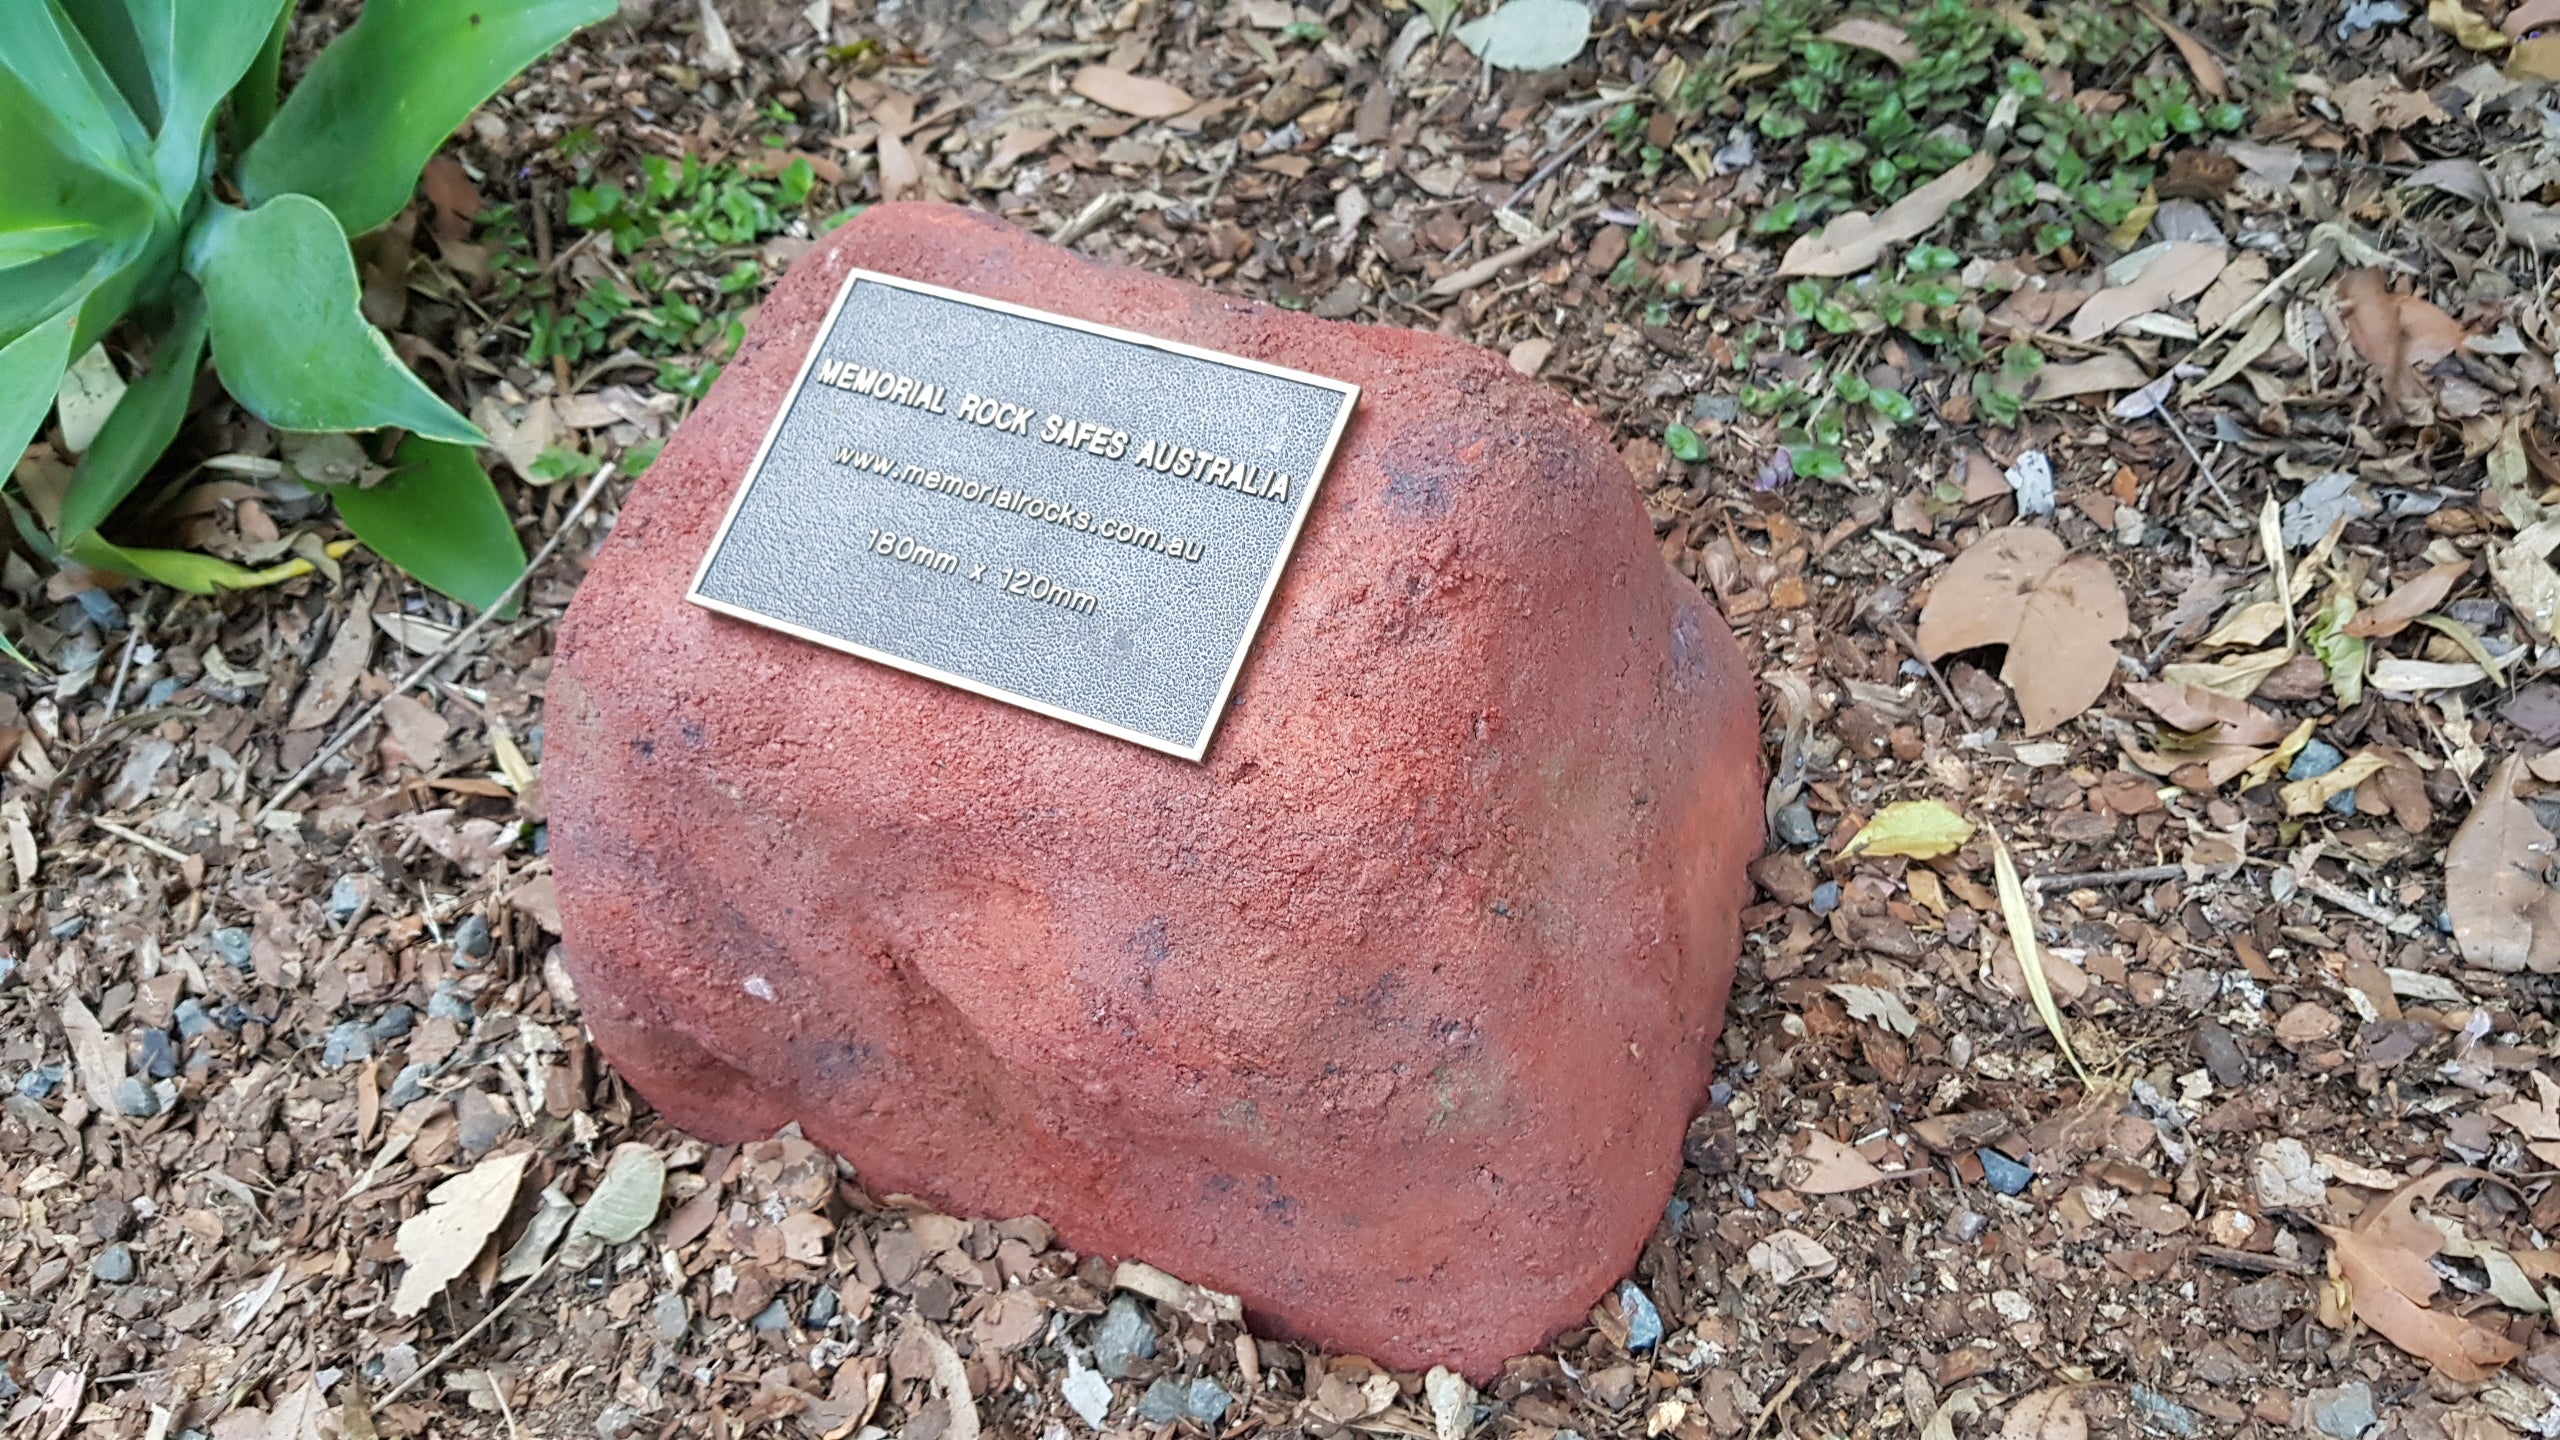 MEMORIAL ROCK SAFES AUSTRALIA
www.memorialrocks.com.au
180mm x 120mm